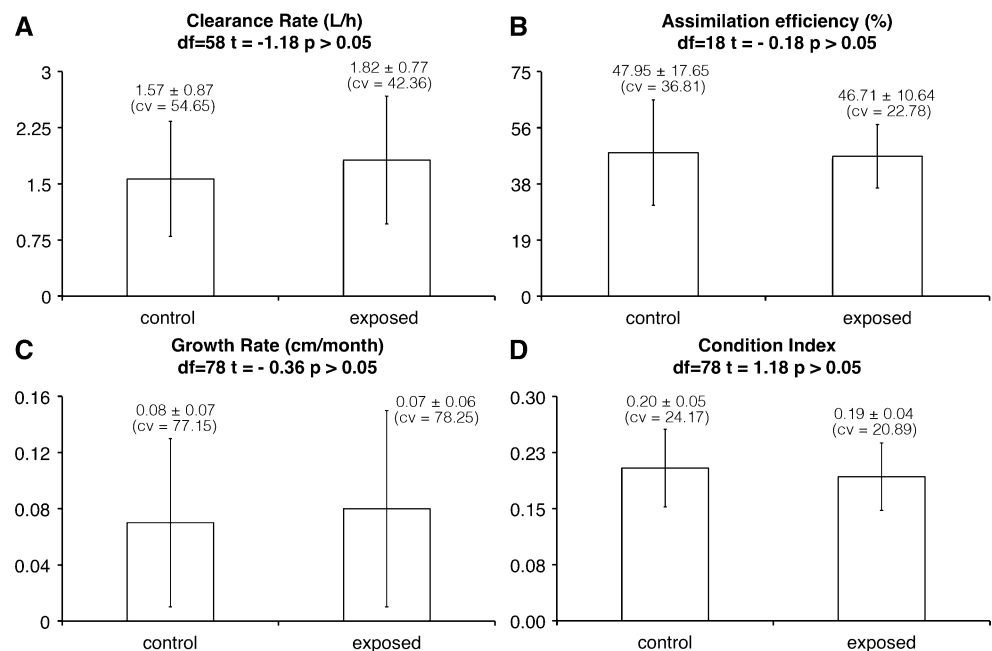 A
Clearance Rate (L/h)
df=58 t = -1.18 p > 0.05
3
2.25
1.5
0.75
0
1.57 ± 0.87
(cv = 54.65)
1.82 ± 0.77
(cv = 42.36)
control
exposed
B
Assimilation efficiency (%)
df=18 t = - 0.18 p > 0.05
75
56
38
19
0
47.95 ± 17.65
(cv = 36.81)
46.71 ± 10.64
(cv = 22.78)
control
exposed
C
Growth Rate (cm/month)
df=78 t = - 0.36 p > 0.05
0.16
0.12
0.08
0.04
0
0.08 ± 0.07
(cv = 77.15)
0.07 ± 0.06
(cv = 78.25)
control
exposed
D
Condition Index
df=78 t = 1.18 p > 0.05
0.30
0.23
0.15
0.08
0.00
0.20 ± 0.05
(cv = 24.17)
0.19 ± 0.04
(cv = 20.89)
control
exposed